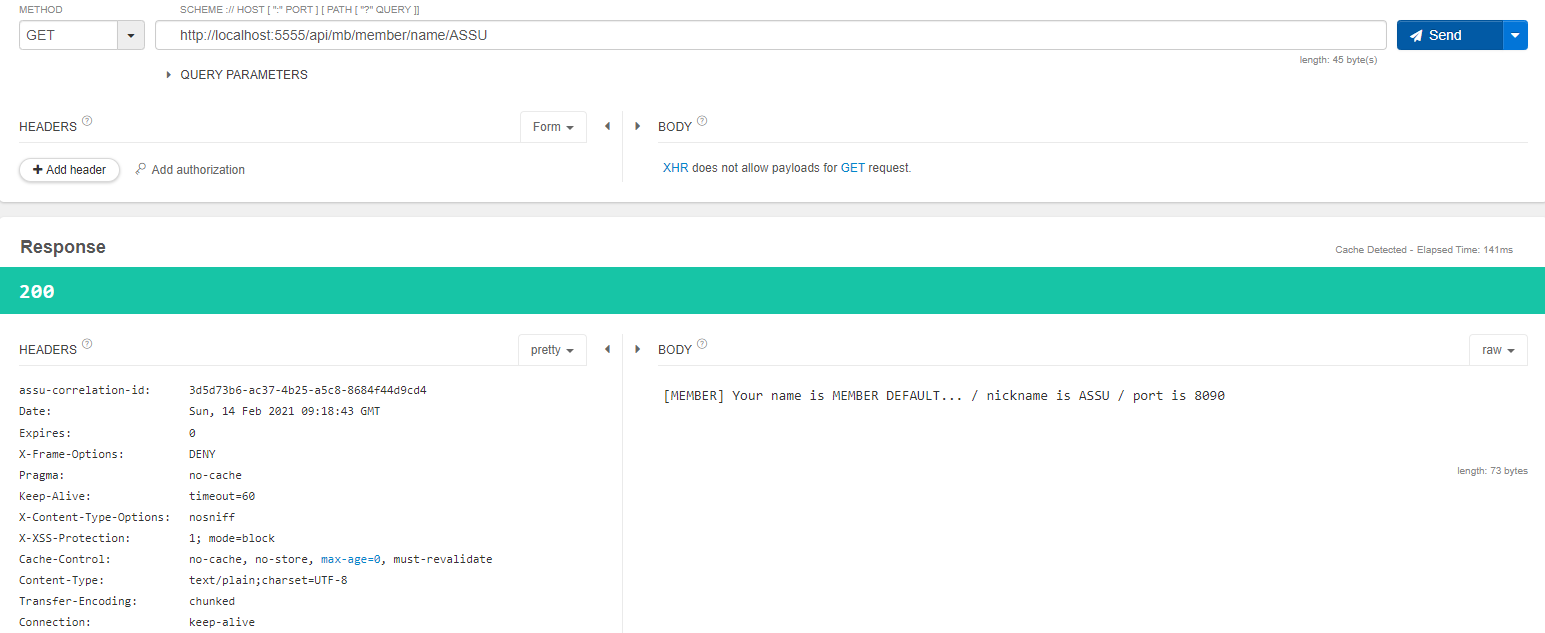 METHOD SCHEME :// HOST [ ":" PORT ] [ PATH [ "?" QUERY ]]
GET http://localhost:5555/api/mb/member/name/ASSU Send
length: 45 byte(s)
QUERY PARAMETERS
HEADERS ? Form BODY ?
+ Add header Add authorization XHR does not allow payloads for GET request.
Response Cache Detected - Elapsed Time: 141ms
200
HEADERS ? pretty BODY ? raw
assu-correlation-id: 3d5d73b6-ac37-4b25-a5c8-8684f44d9cd4 [MEMBER] Your name is MEMBER DEFAULT... / nickname is ASSU / port is 8090
Date: Sun, 14 Feb 2021 09:18:43 GMT
Expires: 0
X-Frame-Options: DENY
Pragma: no-cache length: 73 bytes
Keep-Alive: timeout=60
X-Content-Type-Options: nosniff
X-XSS-Protection: 1; mode=block
Cache-Control: no-cache, no-store, max-age=0, must-revalidate
Content-Type: text/plain;charset=UTF-8
Transfer-Encoding: chunked
Connection: keep-alive